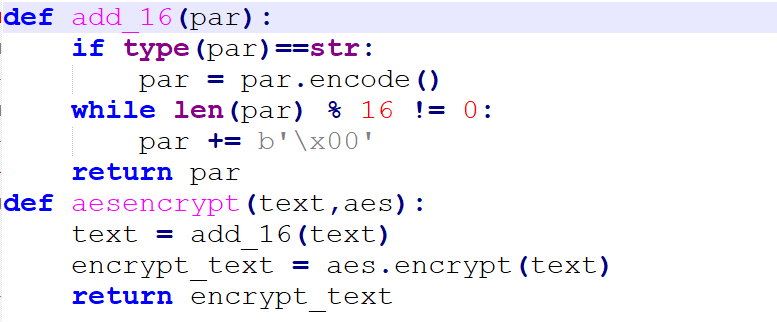 def add_16(par):
    if type(par)==str:
        par = par.encode()
    while len(par) % 16 != 0:
        par += b'\x00'
    return par
def aesencrypt(text,aes):
    text = add_16(text)
    encrypt_text = aes.encrypt(text)
    return encrypt_text